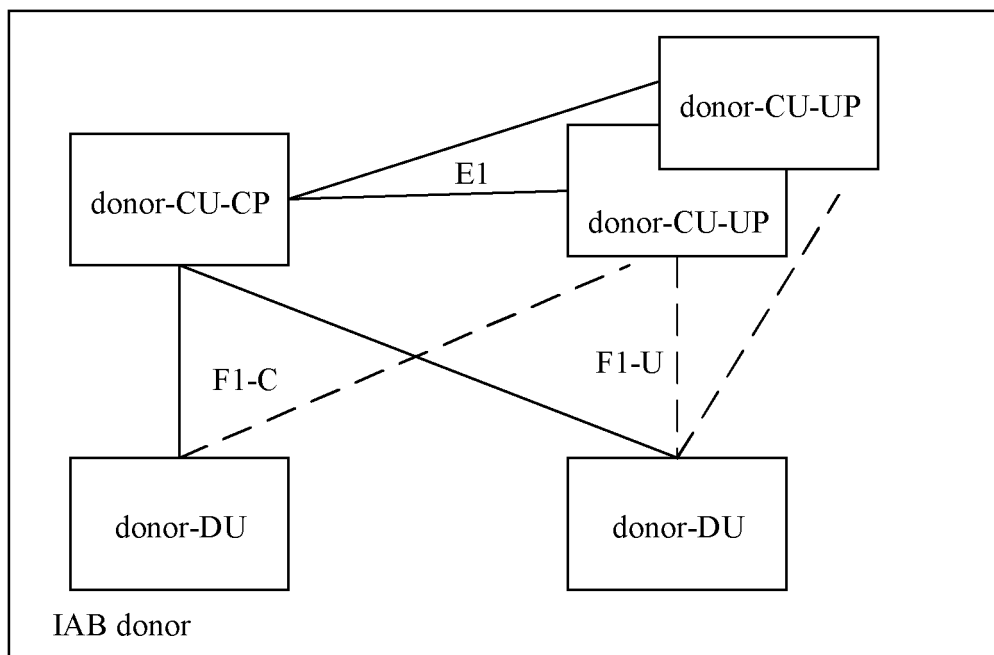 donor-CU-UP
E1
donor-CU-CP
donor-CU-UP
F1-C
F1-U
donor-DU
donor-DU
IAB donor